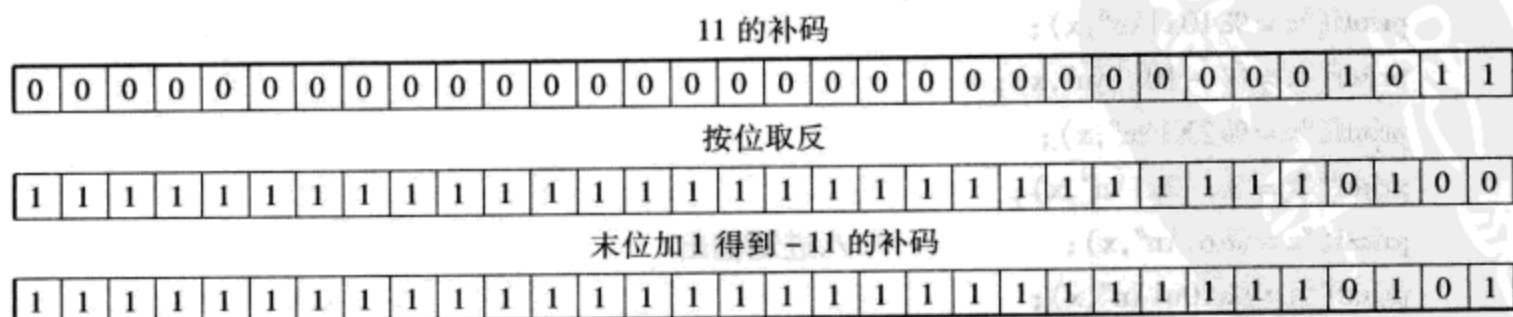 11 的补码
0 0 0 0 0 0 0 0 0 0 0 0 0 0 0 0 0 0 0 0 0 0 0 0 0 0 0 0 1 0 1 1
按位取反
1 1 1 1 1 1 1 1 1 1 1 1 1 1 1 1 1 1 1 1 1 1 1 1 1 1 1 1 0 1 0 0
末位加 1 得到 -11 的补码
1 1 1 1 1 1 1 1 1 1 1 1 1 1 1 1 1 1 1 1 1 1 1 1 1 1 1 1 0 1 0 1